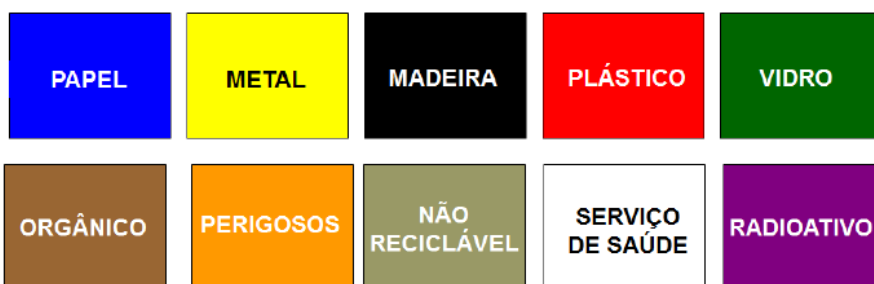 PAPEL
METAL
MADEIRA
PLÁSTICO
VIDRO
ORGÂNICO
PERIGOSOS
NÃO
RECICLÁVEL
SERVIÇO
DE SAÚDE
RADIOATIVO